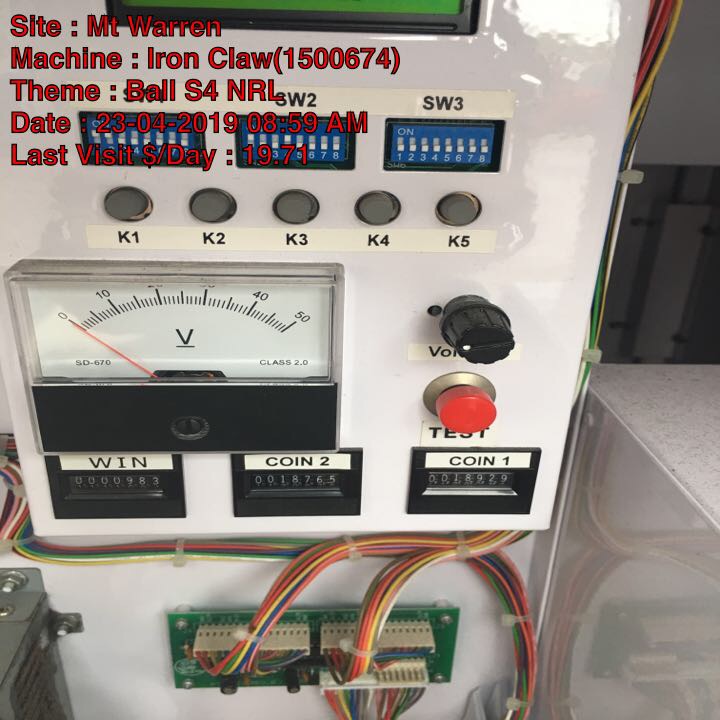 Site : Mt Warren
Machine : Iron Claw(1500674)
Theme : Ball S4 NRL
Date : 23-04-2019 08:59 AM
Last Visit $/Day : 19.71
SW2
SW3
ON
1 2 3 4 5 6 7 8
K1
K2
K3
K4
K5
0 10 20 30 40 50
V
SD-670
CLASS 2.0
TEST
WIN
COIN 2
COIN 1
0000983
0018765
0018929